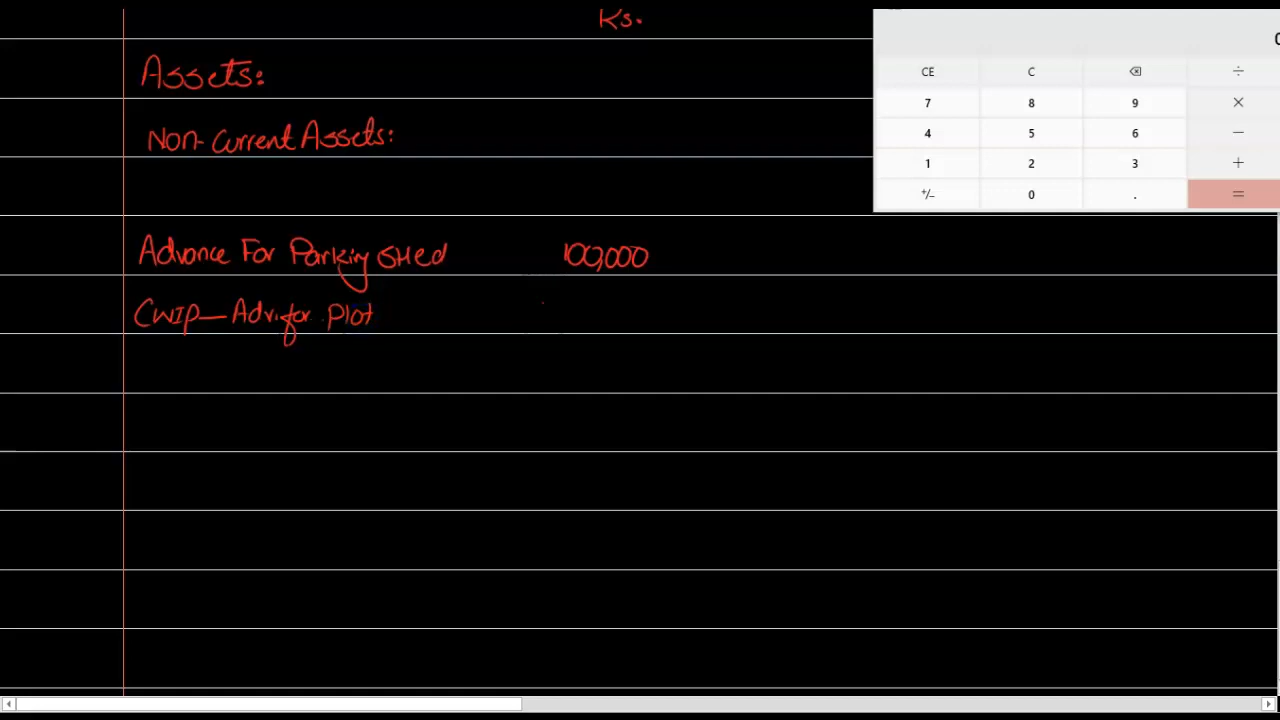 Rs.
Assets:
Non-Current Assets:
Advance For Parking SHed 100,000
CWIP-Adv.for Plot
0
CE C ⌫ ÷
7 8 9 ×
4 5 6 −
1 2 3 +
+/− 0 . =